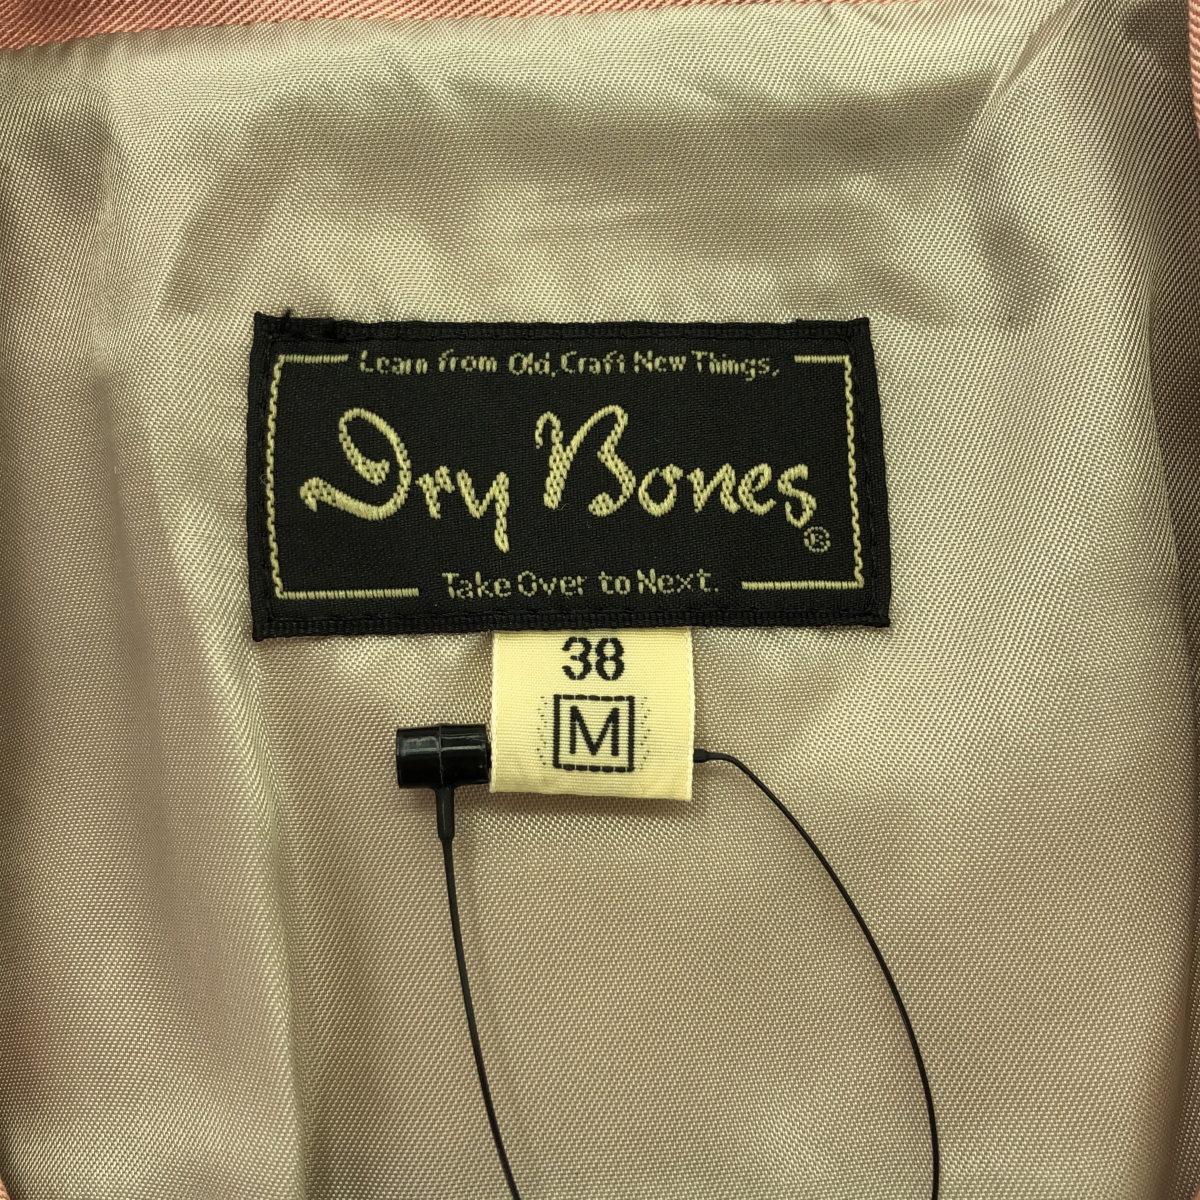 Learn from Old, Craft New Things,
Dry Bones®
Take Over to Next.
38
M